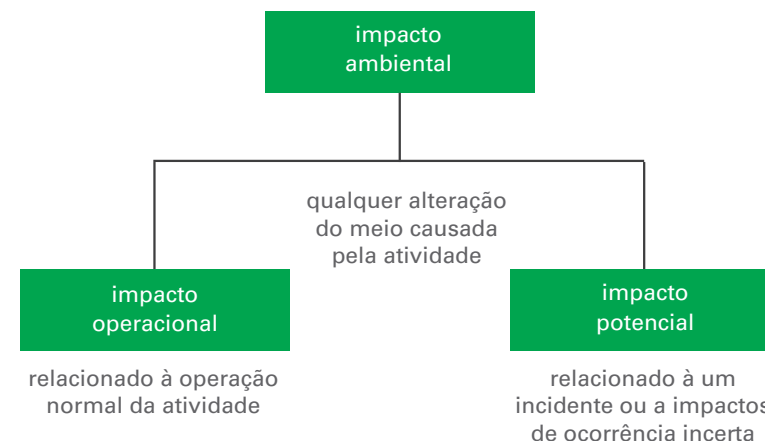 impacto
ambiental
qualquer alteração
do meio causada
pela atividade
impacto
operacional
relacionado à operação
normal da atividade
impacto
potencial
relacionado à um
incidente ou a impactos
de ocorrência incerta